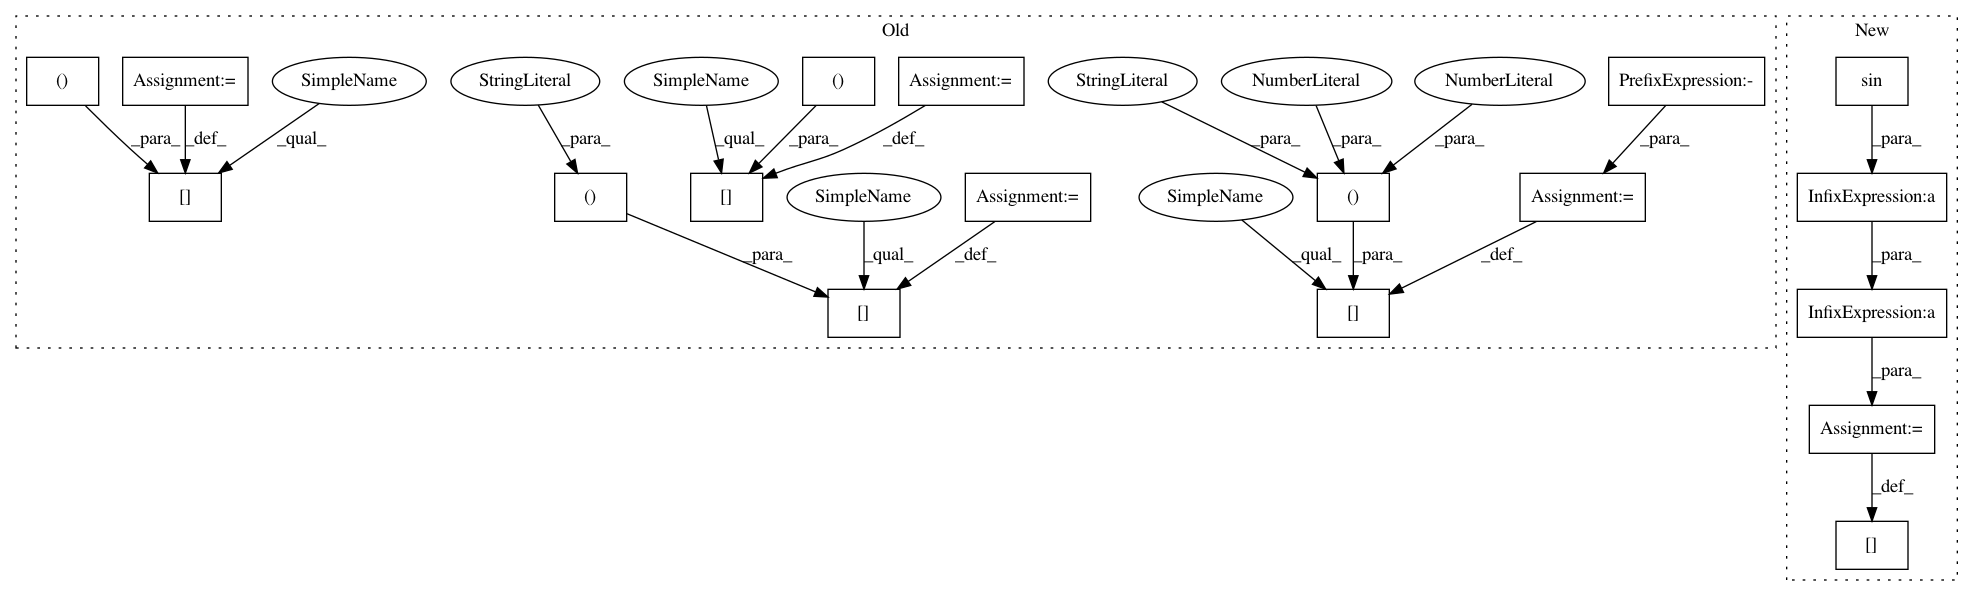 Old
New
() Assignment:= SimpleName StringLiteral SimpleName () Assignment:= StringLiteral NumberLiteral NumberLiteral PrefixExpression:- sin
_para_ _def_ _qual_ _para_ _qual_ _para_ _def_ _para_ _para_ _para_ _para_ _para_
[] () [] SimpleName Assignment:= SimpleName () Assignment:= InfixExpression:a
_para_ _qual_ _def_ _qual_ _para_ _def_ _para_
[] [] InfixExpression:a
_para_
Assignment:=
_def_
[]